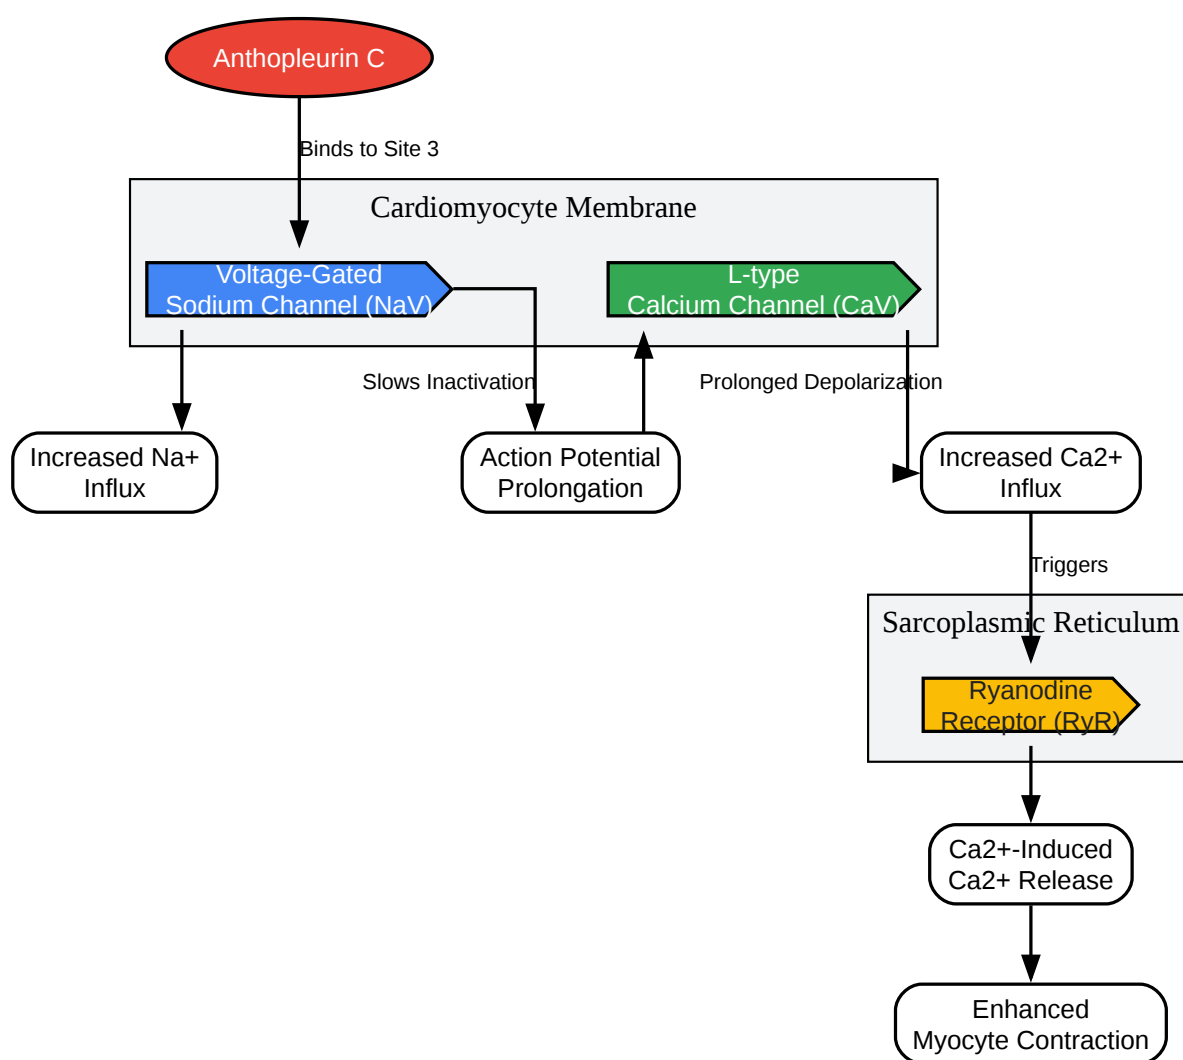 Anthopleurin C
Binds to Site 3
Cardiomyocyte Membrane
Voltage-Gated
Sodium Channel (NaV)
L-type
Calcium Channel (CaV)
Slows Inactivation
Prolonged Depolarization
Increased Na+
Influx
Action Potential
Prolongation
Increased Ca2+
Influx
Triggers
Sarcoplasmic Reticulum
Ryanodine
Receptor (RyR)
Ca2+-Induced
Ca2+ Release
Enhanced
Myocyte Contraction